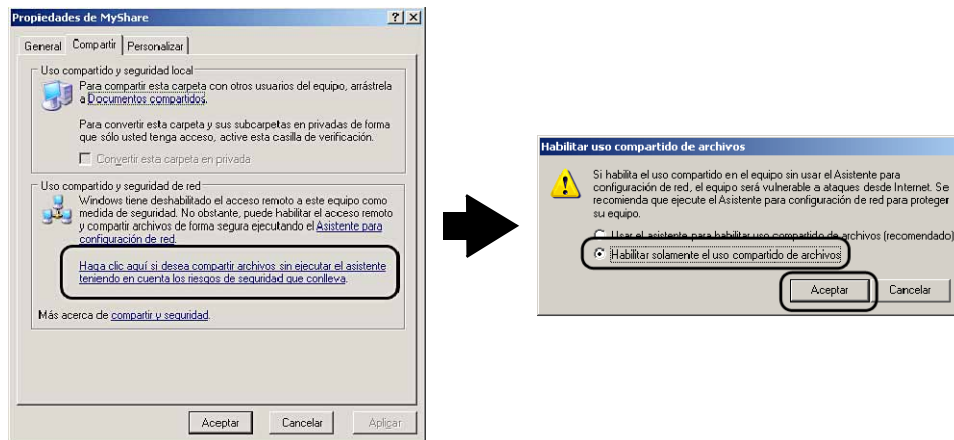 Propiedades de MyShare
General Compartir Personalizar
Uso compartido y seguridad local
Para compartir esta carpeta con otros usuarios del equipo, arrástrela
a Documentos compartidos.
Para convertir esta carpeta y sus subcarpetas en privadas de forma
que sólo usted tenga acceso, active esta casilla de verificación.
Convertir esta carpeta en privada
Uso compartido y seguridad de red
Windows tiene deshabilitado el acceso remoto a este equipo como
medida de seguridad. No obstante, puede habilitar el acceso remoto
y compartir archivos de forma segura ejecutando el Asistente para
configuración de red.
Haga clic aquí si desea compartir archivos sin ejecutar el asistente
teniendo en cuenta los riesgos de seguridad que conlleva.
Más acerca de compartir y seguridad.
Aceptar Cancelar Aplicar
Habilitar uso compartido de archivos
Si habilita el uso compartido en el equipo sin usar el Asistente para
configuración de red, el equipo será vulnerable a ataques desde Internet. Se
recomienda que ejecute el Asistente para configuración de red para proteger
su equipo.
Usar el asistente para habilitar uso compartido de archivos (recomendado)
Habilitar solamente el uso compartido de archivos
Aceptar Cancelar